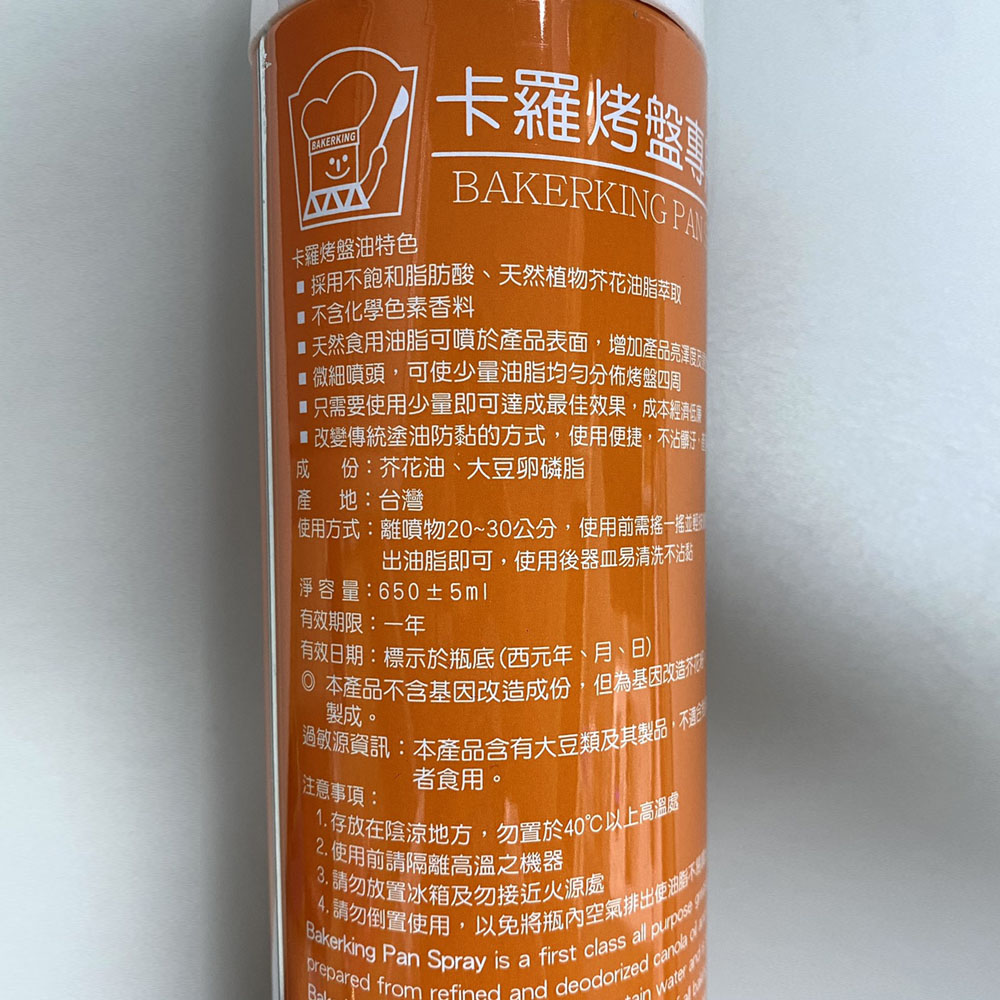 BAKERKING
卡羅烤盤專
BAKERKING PAN
卡羅烤盤油特色
■ 採用不飽和脂肪酸、天然植物芥花油脂萃取
■ 不含化學色素香料
■ 天然食用油脂可噴於產品表面，增加產品亮澤度
■ 微細噴頭，可使少量油脂均勻分佈烤盤四周
■ 只需要使用少量即可達成最佳效果，成本經濟低廉
■ 改變傳統塗油防黏的方式，使用便捷，不沾髒汙，
成　份：芥花油、大豆卵磷脂
產　地：台灣
使用方式：離噴物20~30公分，使用前需搖一搖並輕
出油脂即可，使用後器皿易清洗不沾黏
淨容量：650±5ml
有效期限：一年
有效日期：標示於瓶底(西元年、月、日)
◎ 本產品不含基因改造成份，但為基因改造芥花
製成。
過敏源資訊：本產品含有大豆類及其製品，不適合
者食用。
注意事項：
1.存放在陰涼地方，勿置於40℃以上高溫處
2.使用前請隔離高溫之機器
3.請勿放置冰箱及勿接近火源處
4.請勿倒置使用，以免將瓶內空氣排出使油脂不
Bakerking Pan Spray is a first class all purpose
prepared from refined and deodorized canola oil
water and